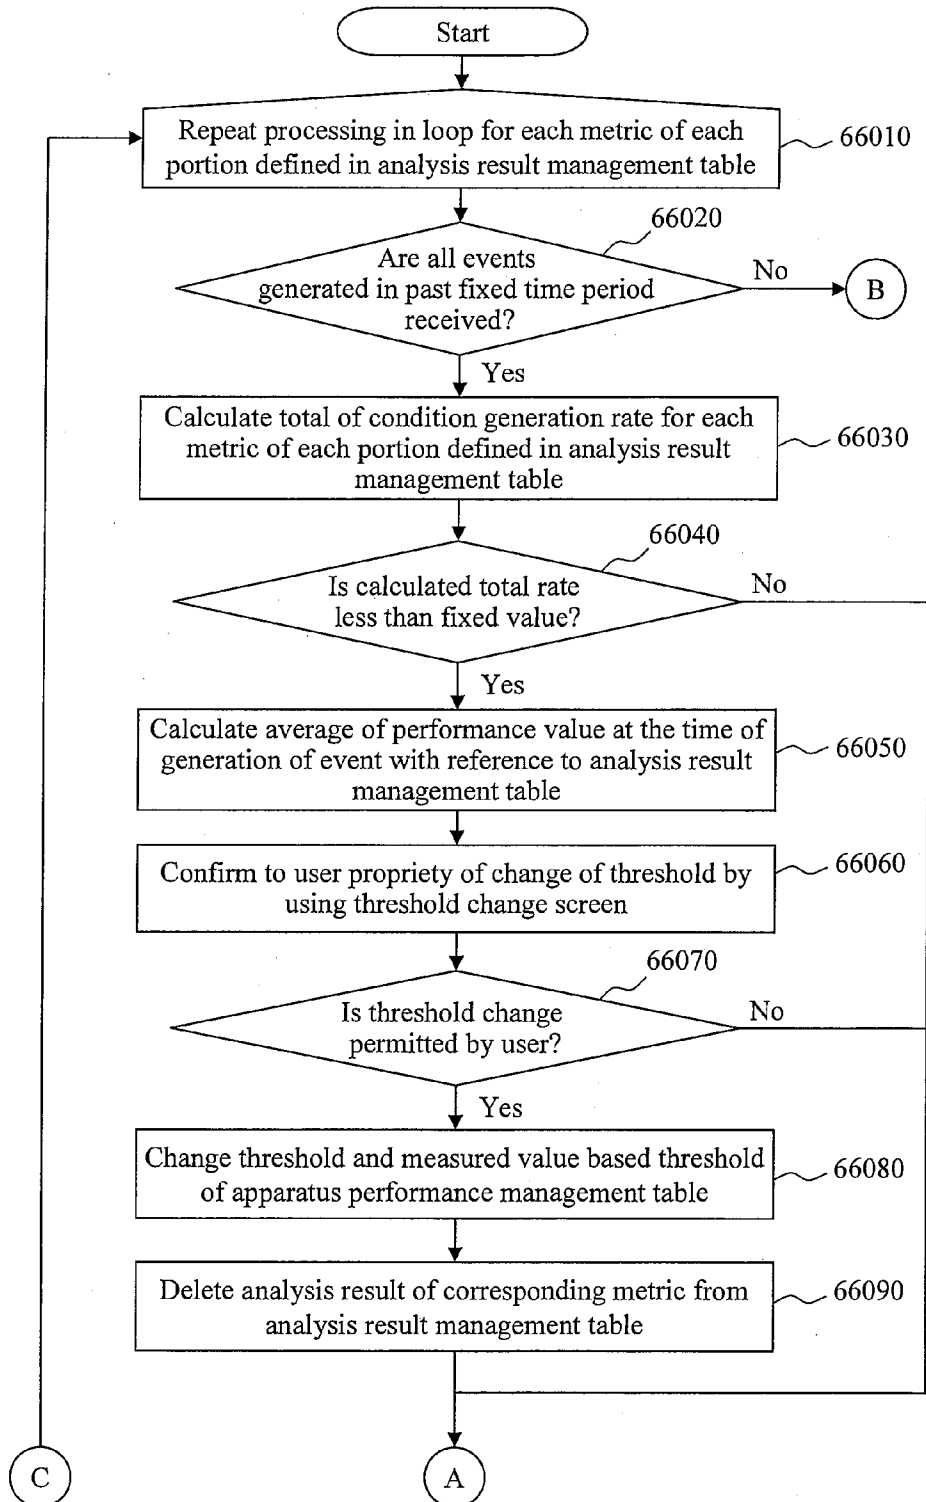 Start
Repeat processing in loop for each metric of each
portion defined in analysis result management table
66010
66020
Are all events
generated in past fixed time period
received?
No
B
Yes
Calculate total of condition generation rate for each
metric of each portion defined in analysis result
management table
66030
66040
Is calculated total rate
less than fixed value?
No
Yes
Calculate average of performance value at the time of
generation of event with reference to analysis result
management table
66050
Confirm to user propriety of change of threshold by
using threshold change screen
66060
66070
Is threshold change
permitted by user?
No
Yes
Change threshold and measured value based threshold
of apparatus performance management table
66080
Delete analysis result of corresponding metric from
analysis result management table
66090
C
A